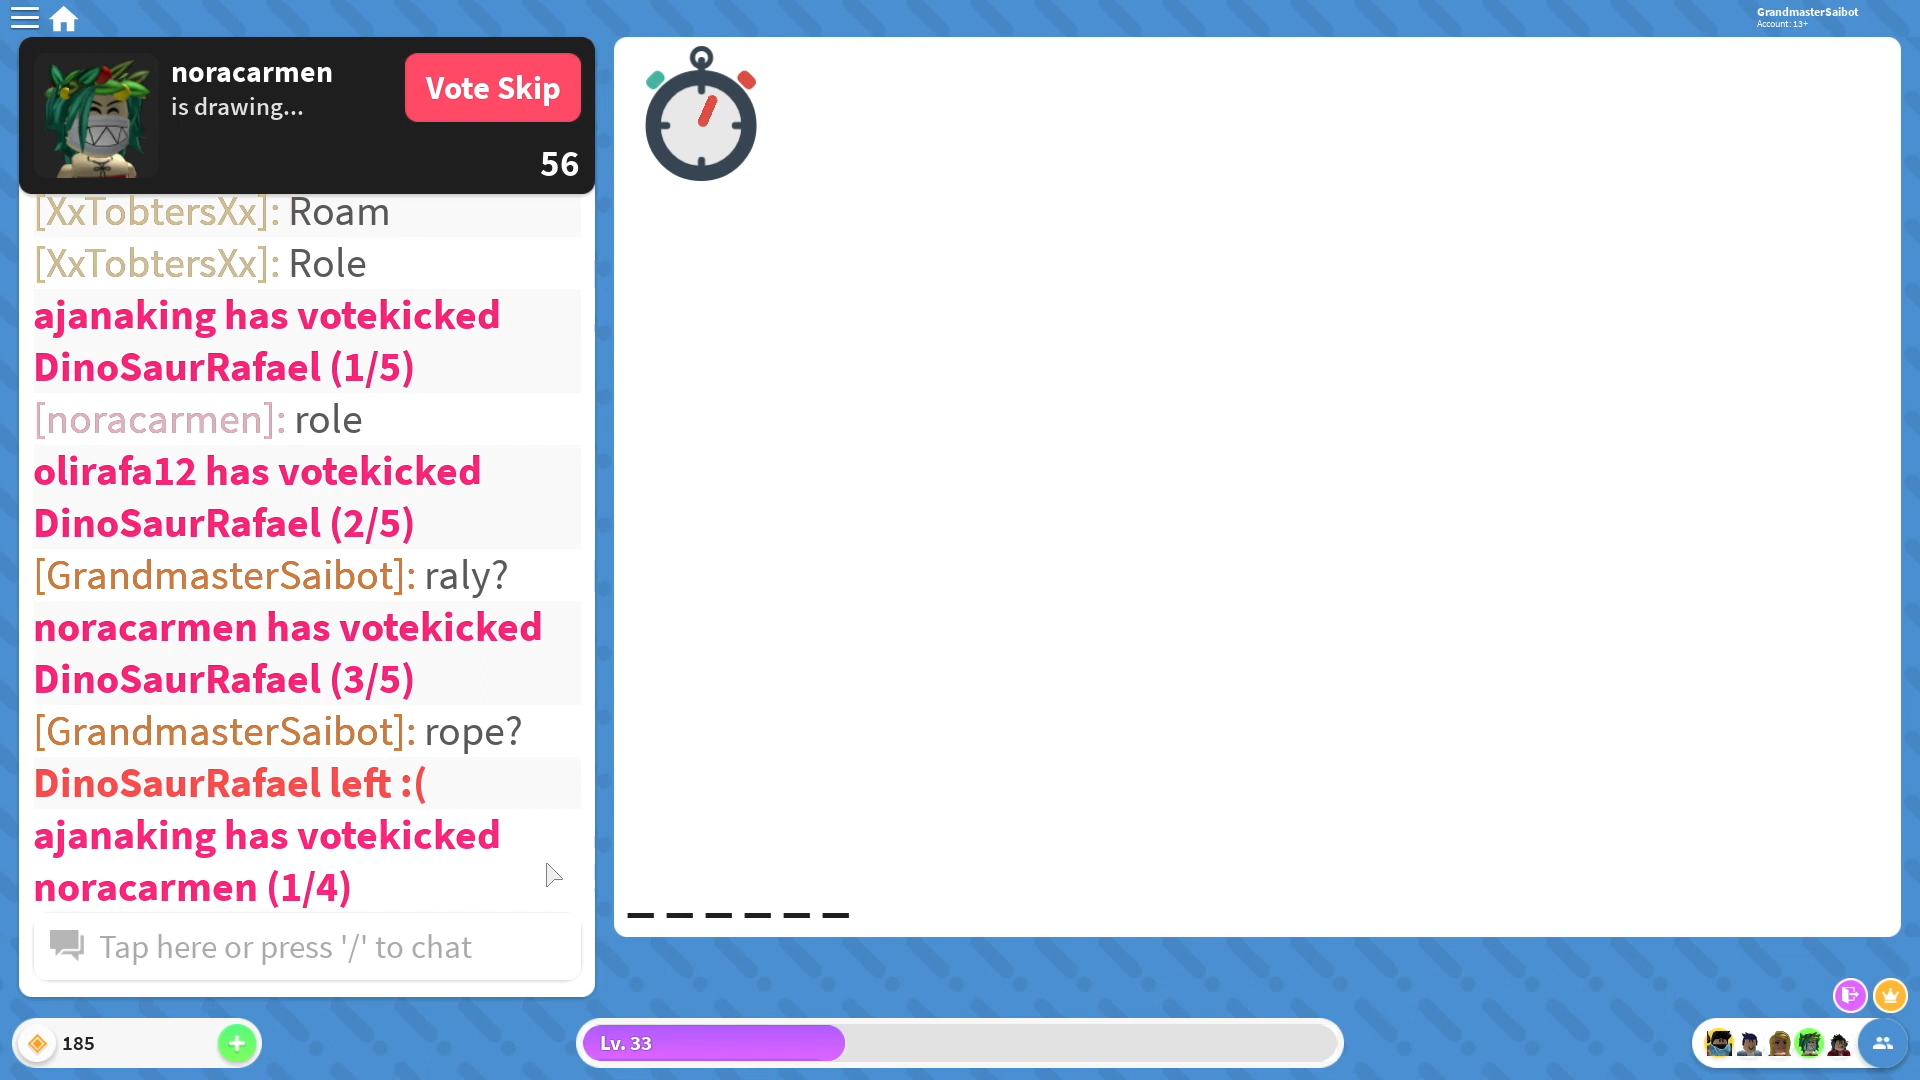 GrandmasterSaibot
Account: 13+
noracarmen
is drawing...
Vote Skip
56
[XxTobtersXx]: Roam
[XxTobtersXx]: Role
ajanaking has votekicked
DinoSaurRafael (1/5)
[noracarmen]: role
olirafa12 has votekicked
DinoSaurRafael (2/5)
[GrandmasterSaibot]: raly?
noracarmen has votekicked
DinoSaurRafael (3/5)
[GrandmasterSaibot]: rope?
DinoSaurRafael left :(
ajanaking has votekicked
noracarmen (1/4)
Tap here or press '/' to chat
_ _ _ _ _ _
185
Lv. 33